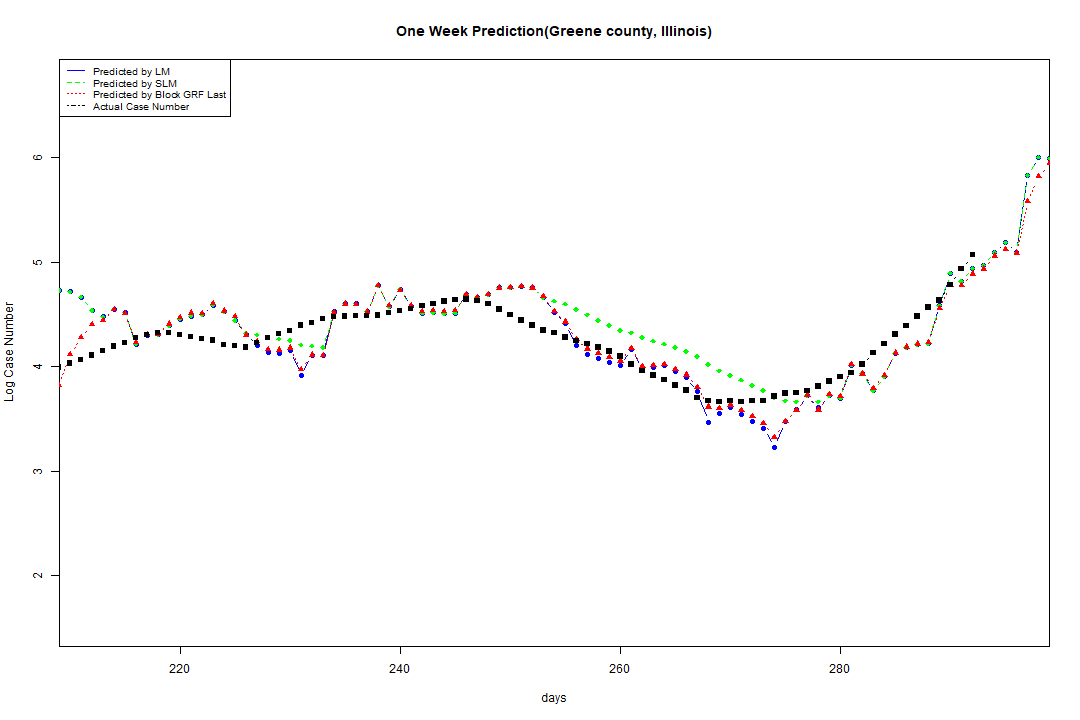 One Week Prediction(Greene county, Illinois)
Predicted by LM
Predicted by SLM
Predicted by Block GRF Last
Actual Case Number
6
5
4
3
2
Log Case Number
220 240 260 280
days